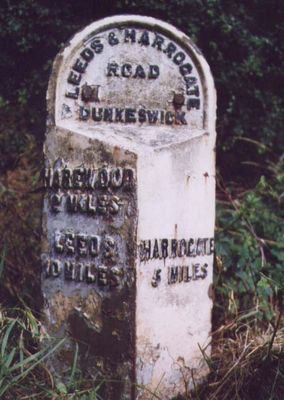 LEEDS & HARROGATE
ROAD
DUNKESWICK
HAREWOOD
2 MILES
LEEDS
10 MILES
HARROGATE
5 MILES